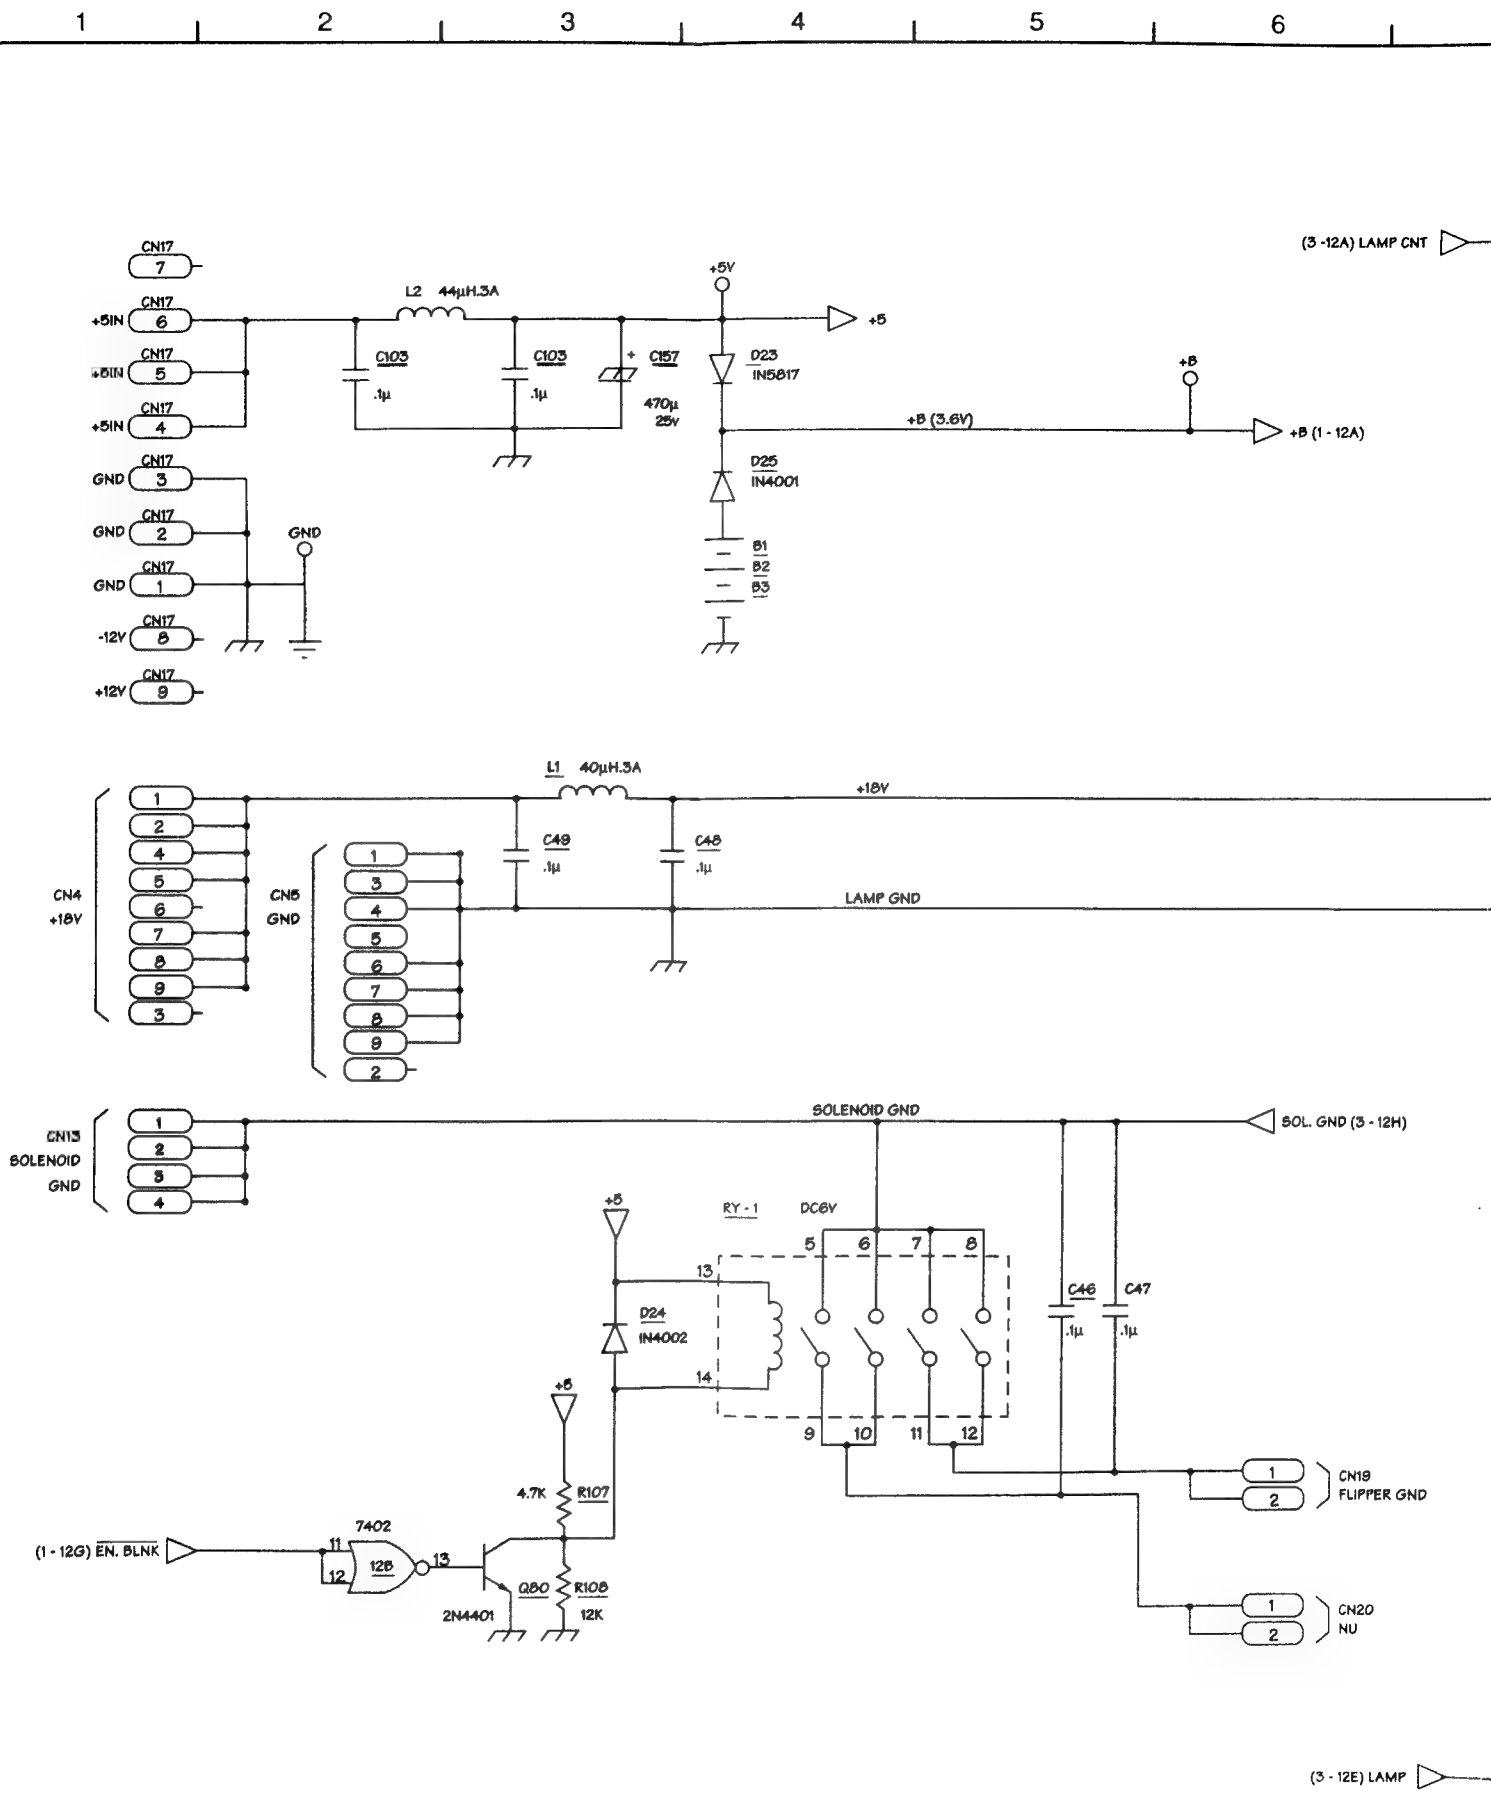 1 2 3 4 5 6
(3 -12A) LAMP CNT
CN17
7
+5V
L2 44µH.3A
CN17
+5IN 6
+5
CN17
+5IN 5
C103
.1µ
C103
.1µ
+ C157
470µ
25V
D23
IN5817
+B
CN17
+5IN 4
+B (3.6V)
+B (1 - 12A)
CN17
GND 3
D25
IN4001
CN17
GND 2
GND
CN17
GND 1
B1
B2
B3
CN17
-12V 8
CN17
+12V 9
L1 40µH.3A
+18V
CN4
+18V
1
2
4
5
6
7
8
9
3
C49
.1µ
C48
.1µ
CN5
GND
1
3
4
5
6
7
8
9
2
LAMP GND
CN13
SOLENOID
GND
1
2
3
4
SOLENOID GND
SOL. GND (3 - 12H)
+5
RY - 1 DC6V
5 6 7 8
13
D24
IN4002
14
C46
.1µ
C47
.1µ
9 10 11 12
+5
4.7K R107
1
2
CN19
FLIPPER GND
7402
(1 - 12G) EN. BLNK
11
12
12B
13
Q80
2N4401
R108
12K
1
2
CN20
NU
(3 - 12E) LAMP